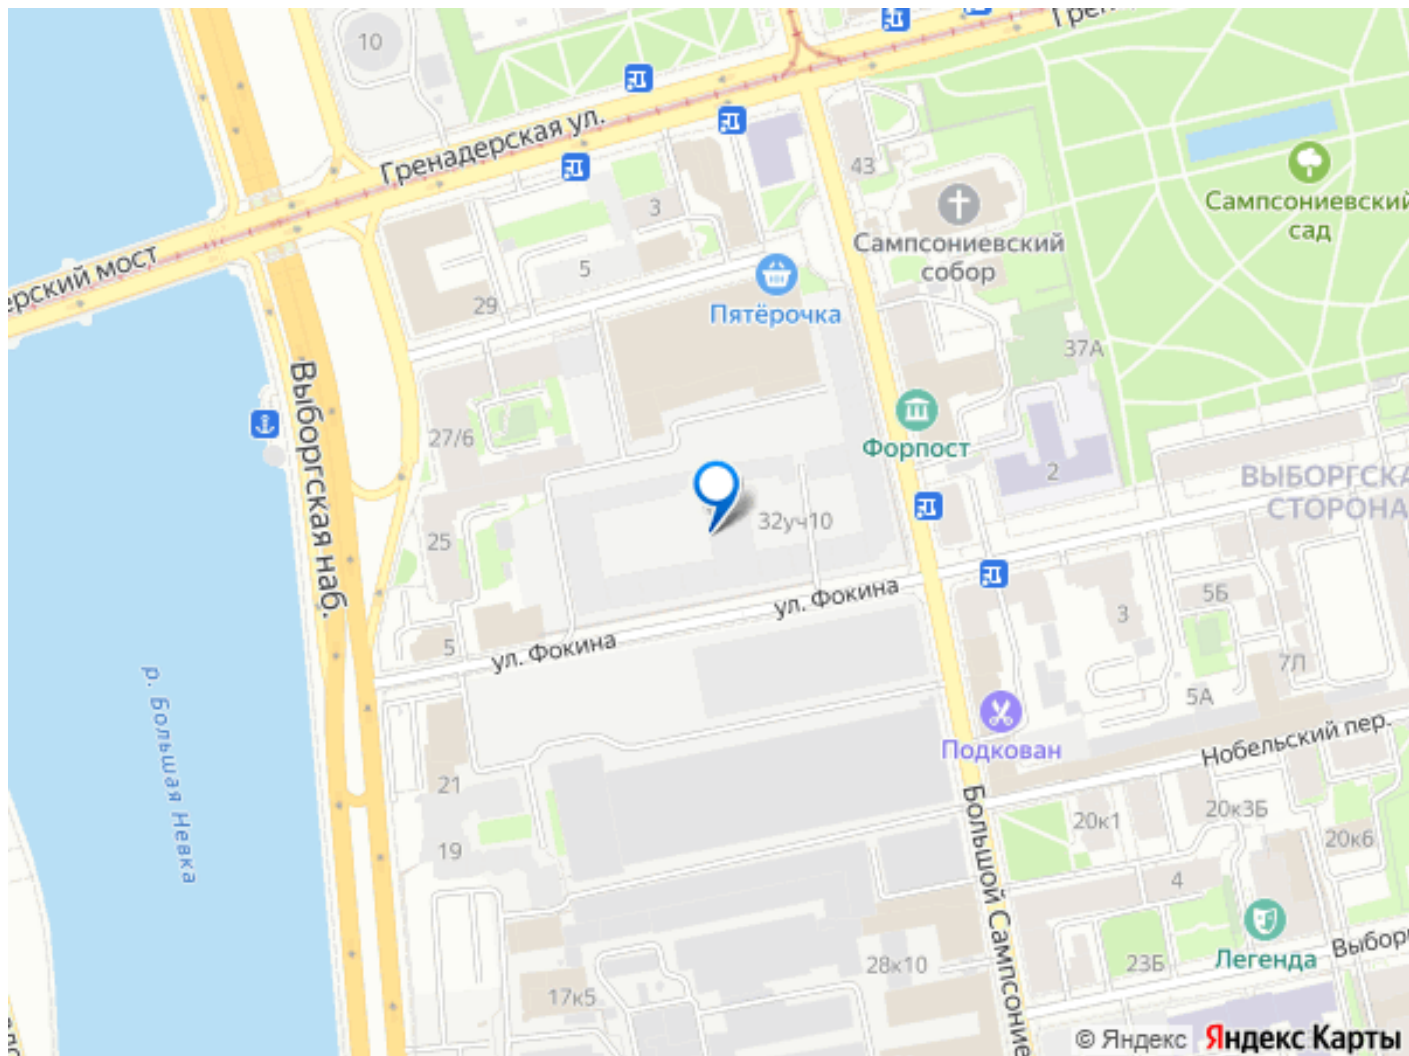 10
Гренадерская ул.
43
Сампсониевский
сад
3
Сампсониевский
собор
ерский мост
5
29
Пятёрочка
37А
Выборгская наб.
27/6
Форпост
2
ВЫБОРГСКА
СТОРОНА
32уч10
25
ул. Фокина
5Б
3
5
ул. Фокина
7Л
5А
р. Большая Невка
Подкован
Нобельский пер.
21
20к1
20к3Б
20к6
19
Большой Сампсоние
4
28к10
23Б
Легенда
Выборг
17к5
© Яндекс Яндекс Карты